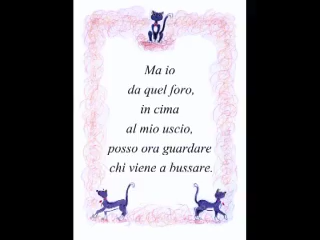 Ma io
da quel foro,
in cima
al mio uscio,
posso ora guardare
chi viene a bussare.